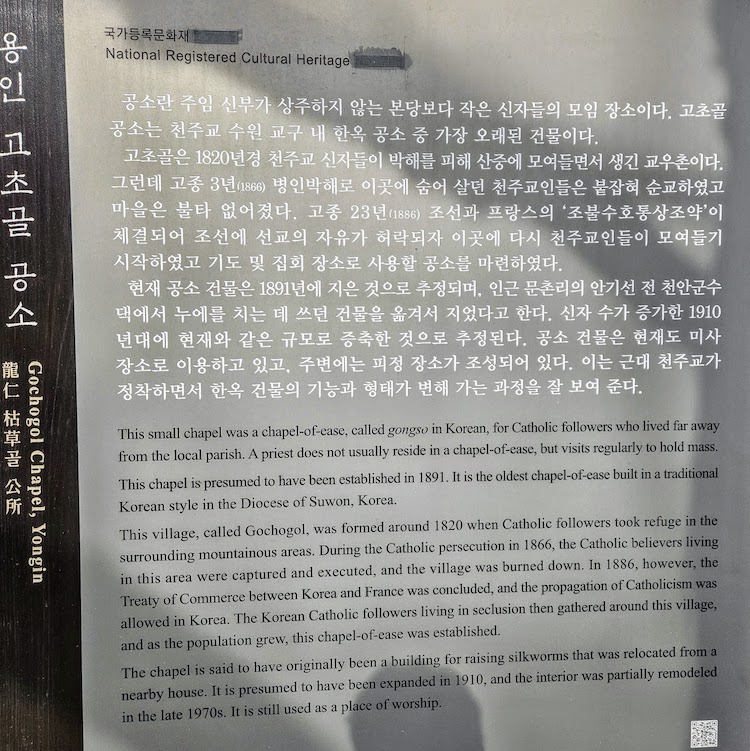 용인 고초골 공소
龍仁 枯草骨 公所
Gochogol Chapel, Yongin
국가등록문화재
National Registered Cultural Heritage
공소란 주임 신부가 상주하지 않는 본당보다 작은 신자들의 모임 장소이다. 고초골
공소는 천주교 수원 교구 내 한옥 공소 중 가장 오래된 건물이다.
고초골은 1820년경 천주교 신자들이 박해를 피해 산중에 모여들면서 생긴 교우촌이다.
그런데 고종 3년(1866) 병인박해로 이곳에 숨어 살던 천주교인들은 붙잡혀 순교하였고
마을은 불타 없어졌다. 고종 23년(1886) 조선과 프랑스의 ‘조불수호통상조약’이
체결되어 조선에 선교의 자유가 허락되자 이곳에 다시 천주교인들이 모여들기
시작하였고 기도 및 집회 장소로 사용할 공소를 마련하였다.
현재 공소 건물은 1891년에 지은 것으로 추정되며, 인근 문촌리의 안기선 전 천안군수
댁에서 누에를 치는 데 쓰던 건물을 옮겨서 지었다고 한다. 신자 수가 증가한 1910
년대에 현재와 같은 규모로 증축한 것으로 추정된다. 공소 건물은 현재도 미사
장소로 이용하고 있고, 주변에는 피정 장소가 조성되어 있다. 이는 근대 천주교가
정착하면서 한옥 건물의 기능과 형태가 변해 가는 과정을 잘 보여 준다.
This small chapel was a chapel-of-ease, called gongso in Korean, for Catholic followers who lived far away
from the local parish. A priest does not usually reside in a chapel-of-ease, but visits regularly to hold mass.
This chapel is presumed to have been established in 1891. It is the oldest chapel-of-ease built in a traditional
Korean style in the Diocese of Suwon, Korea.
This village, called Gochogol, was formed around 1820 when Catholic followers took refuge in the
surrounding mountainous areas. During the Catholic persecution in 1866, the Catholic believers living
in this area were captured and executed, and the village was burned down. In 1886, however, the
Treaty of Commerce between Korea and France was concluded, and the propagation of Catholicism was
allowed in Korea. The Korean Catholic followers living in seclusion then gathered around this village,
and as the population grew, this chapel-of-ease was established.
The chapel is said to have originally been a building for raising silkworms that was relocated from a
nearby house. It is presumed to have been expanded in 1910, and the interior was partially remodeled
in the late 1970s. It is still used as a place of worship.